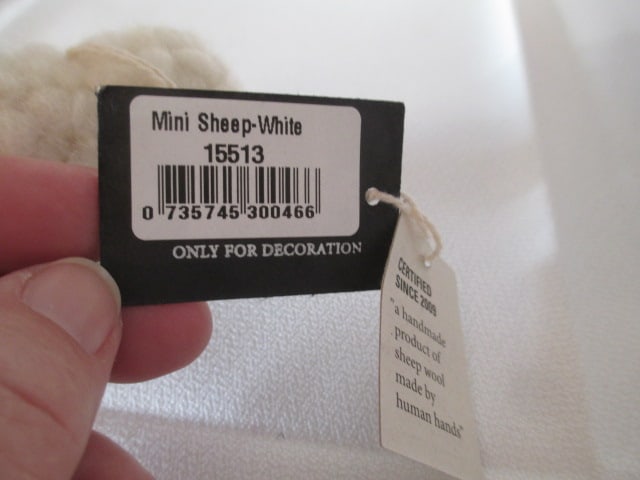 Mini Sheep-White
15513
0 735745 300466
ONLY FOR DECORATION
CERTIFIED
SINCE 2009
"a handmade
product of
sheep wool
made by
human hands"